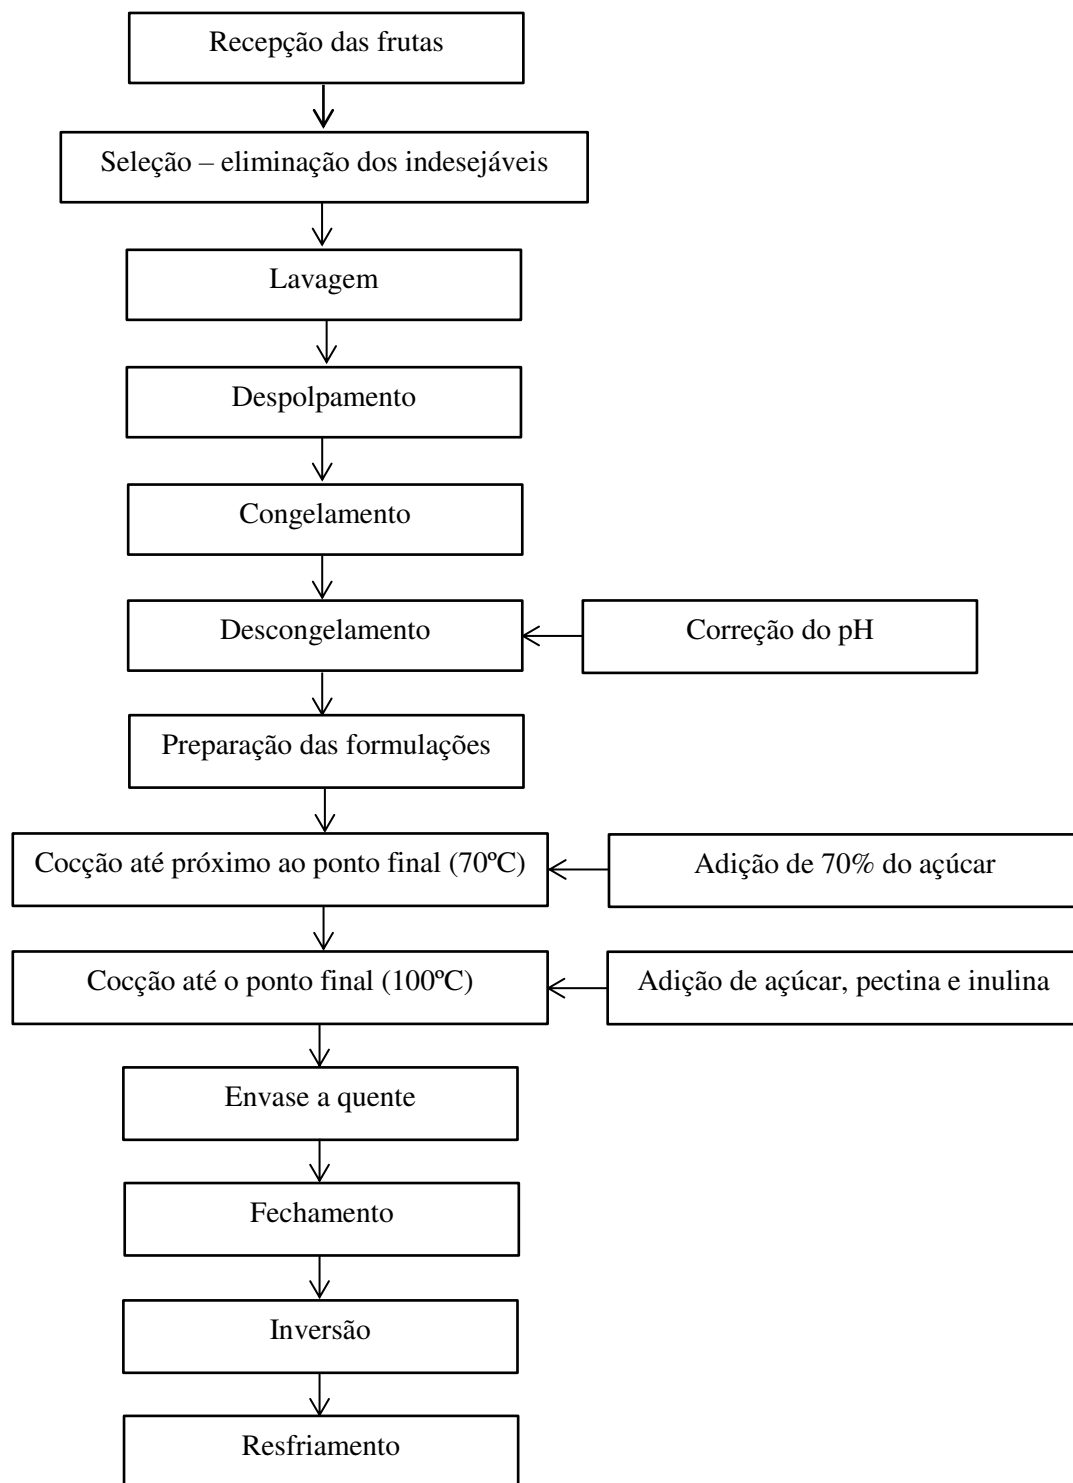 Recepção das frutas
Seleção – eliminação dos indesejáveis
Lavagem
Despolpamento
Congelamento
Descongelamento
Correção do pH
Preparação das formulações
Cocção até próximo ao ponto final (70ºC)
Adição de 70% do açúcar
Cocção até o ponto final (100ºC)
Adição de açúcar, pectina e inulina
Envase a quente
Fechamento
Inversão
Resfriamento